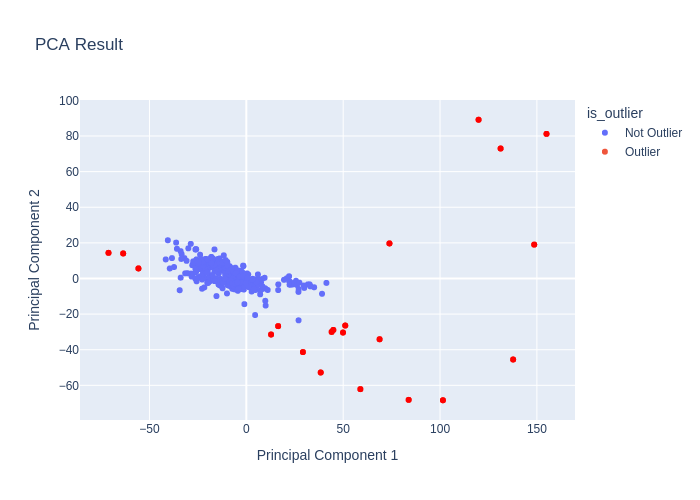 PCA Result
is_outlier
Not Outlier
Outlier
Principal Component 2
100
80
60
40
20
0
−20
−40
−60
−50
0
50
100
150
Principal Component 1